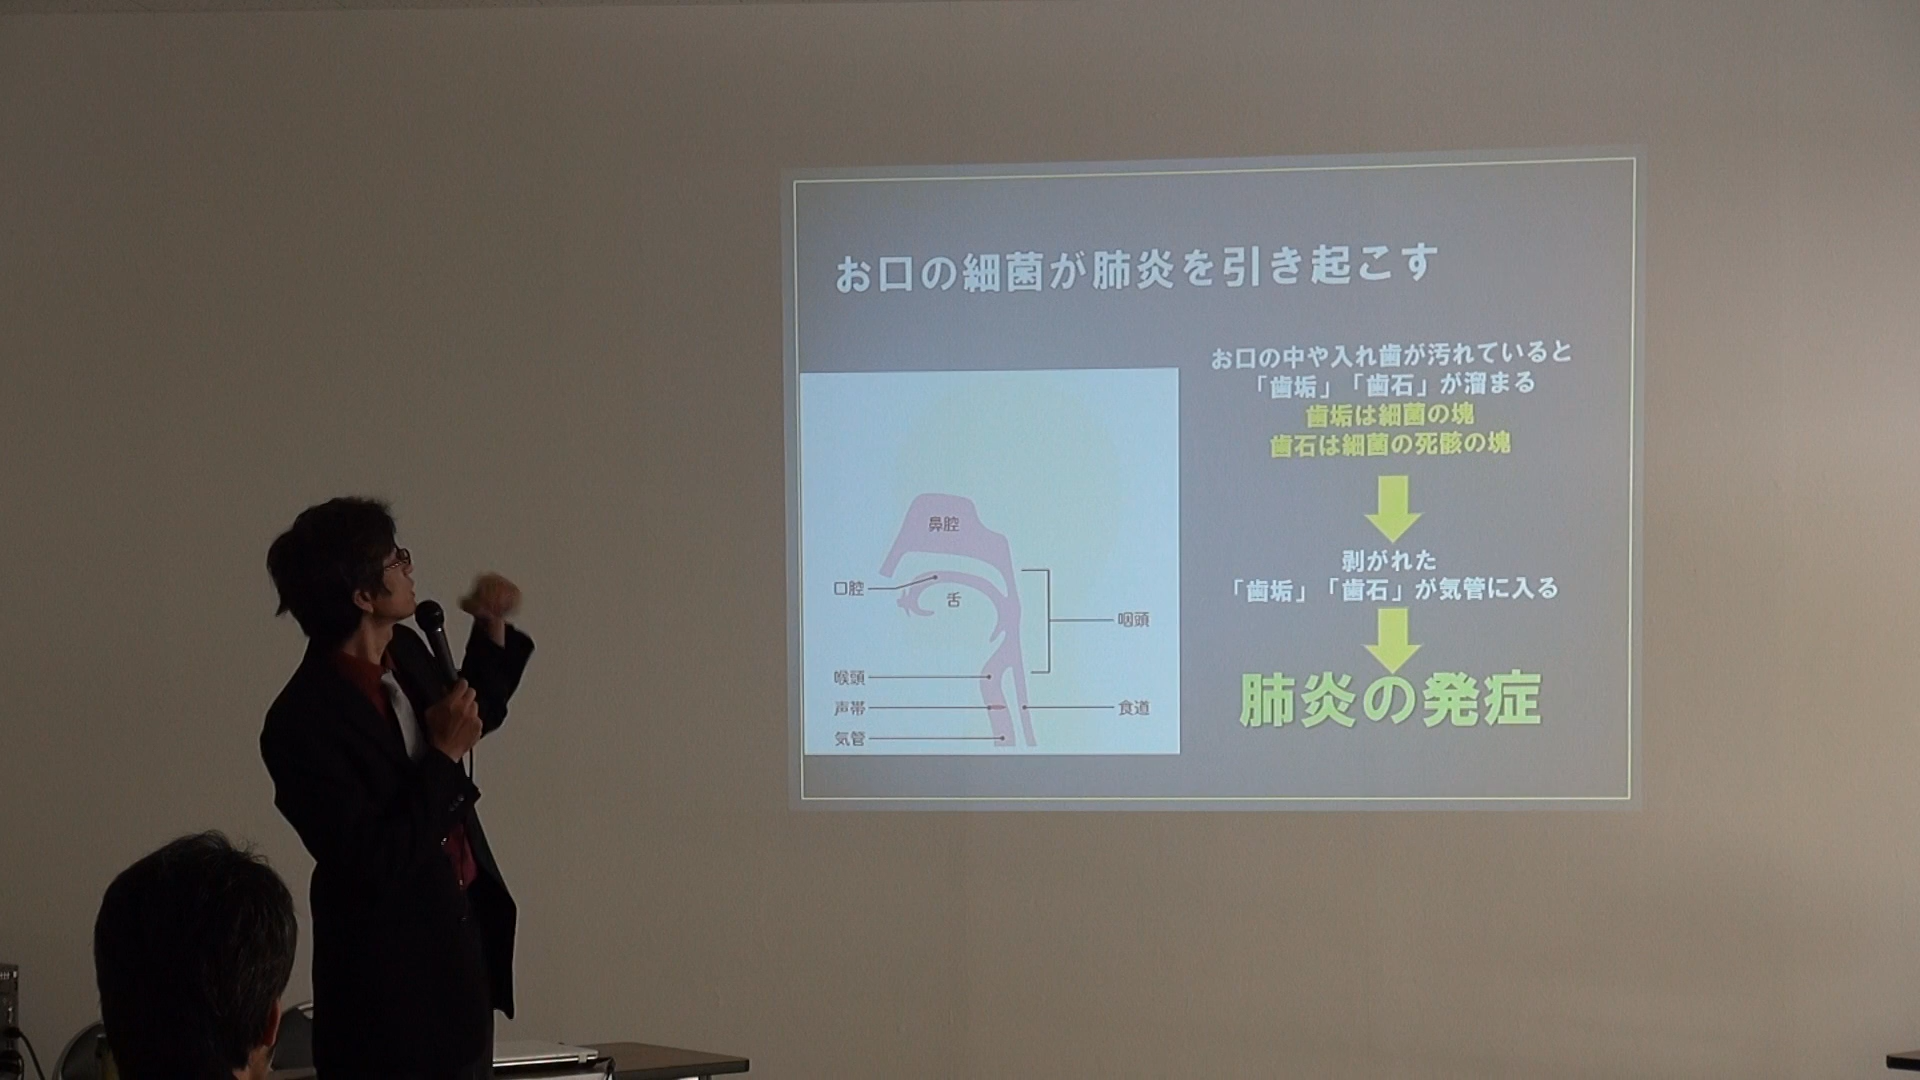 お口の細菌が肺炎を引き起こす
お口の中や入れ歯が汚れていると
「歯垢」「歯石」が溜まる
歯垢は細菌の塊
歯石は細菌の死骸の塊
剥がれた
「歯垢」「歯石」が気管に入る
肺炎の発症
鼻腔
口腔
舌
咽頭
喉頭
声帯
食道
気管